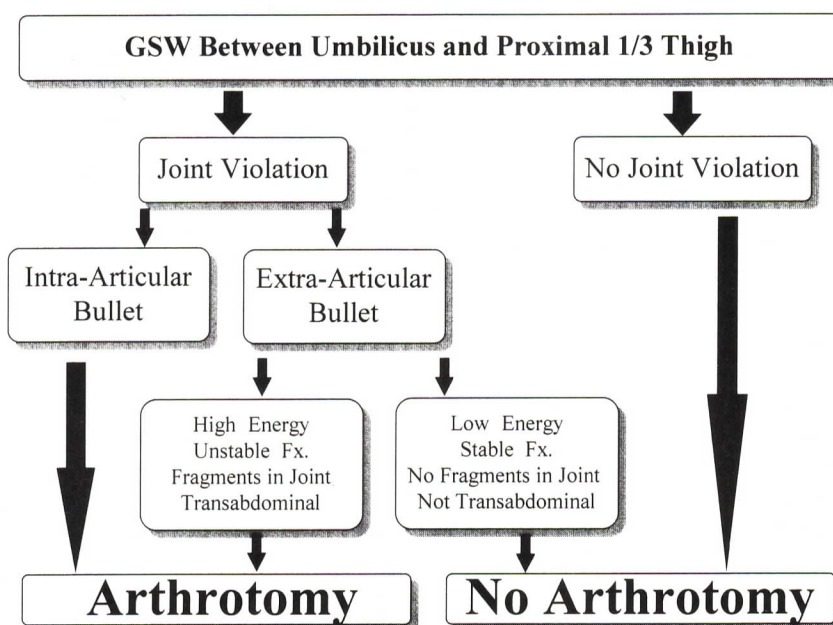 GSW Between Umbilicus and Proximal 1/3 Thigh
Joint Violation
No Joint Violation
Intra-Articular
Bullet
Extra-Articular
Bullet
High Energy
Unstable Fx.
Fragments in Joint
Transabdominal
Low Energy
Stable Fx.
No Fragments in Joint
Not Transabdominal
Arthrotomy
No Arthrotomy